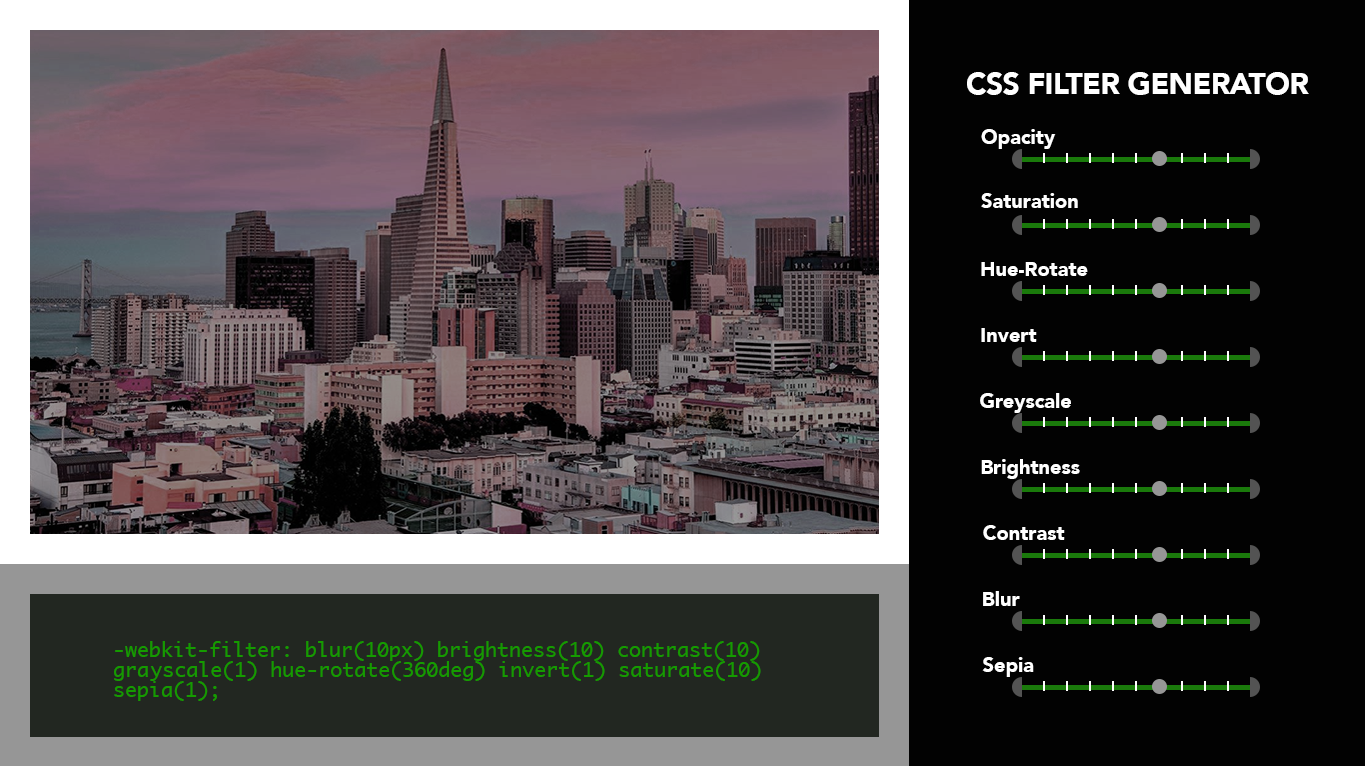 CSS FILTER GENERATOR
Opacity
Saturation
Hue-Rotate
Invert
Greyscale
Brightness
Contrast
Blur
Sepia
-webkit-filter: blur(10px) brightness(10) contrast(10)
grayscale(1) hue-rotate(360deg) invert(1) saturate(10)
sepia(1);